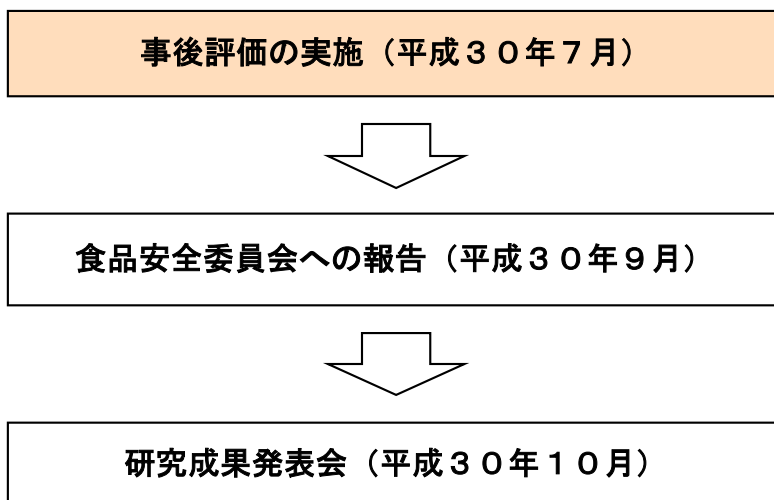 事後評価の実施（平成３０年７月）
食品安全委員会への報告（平成３０年９月）
研究成果発表会（平成３０年１０月）